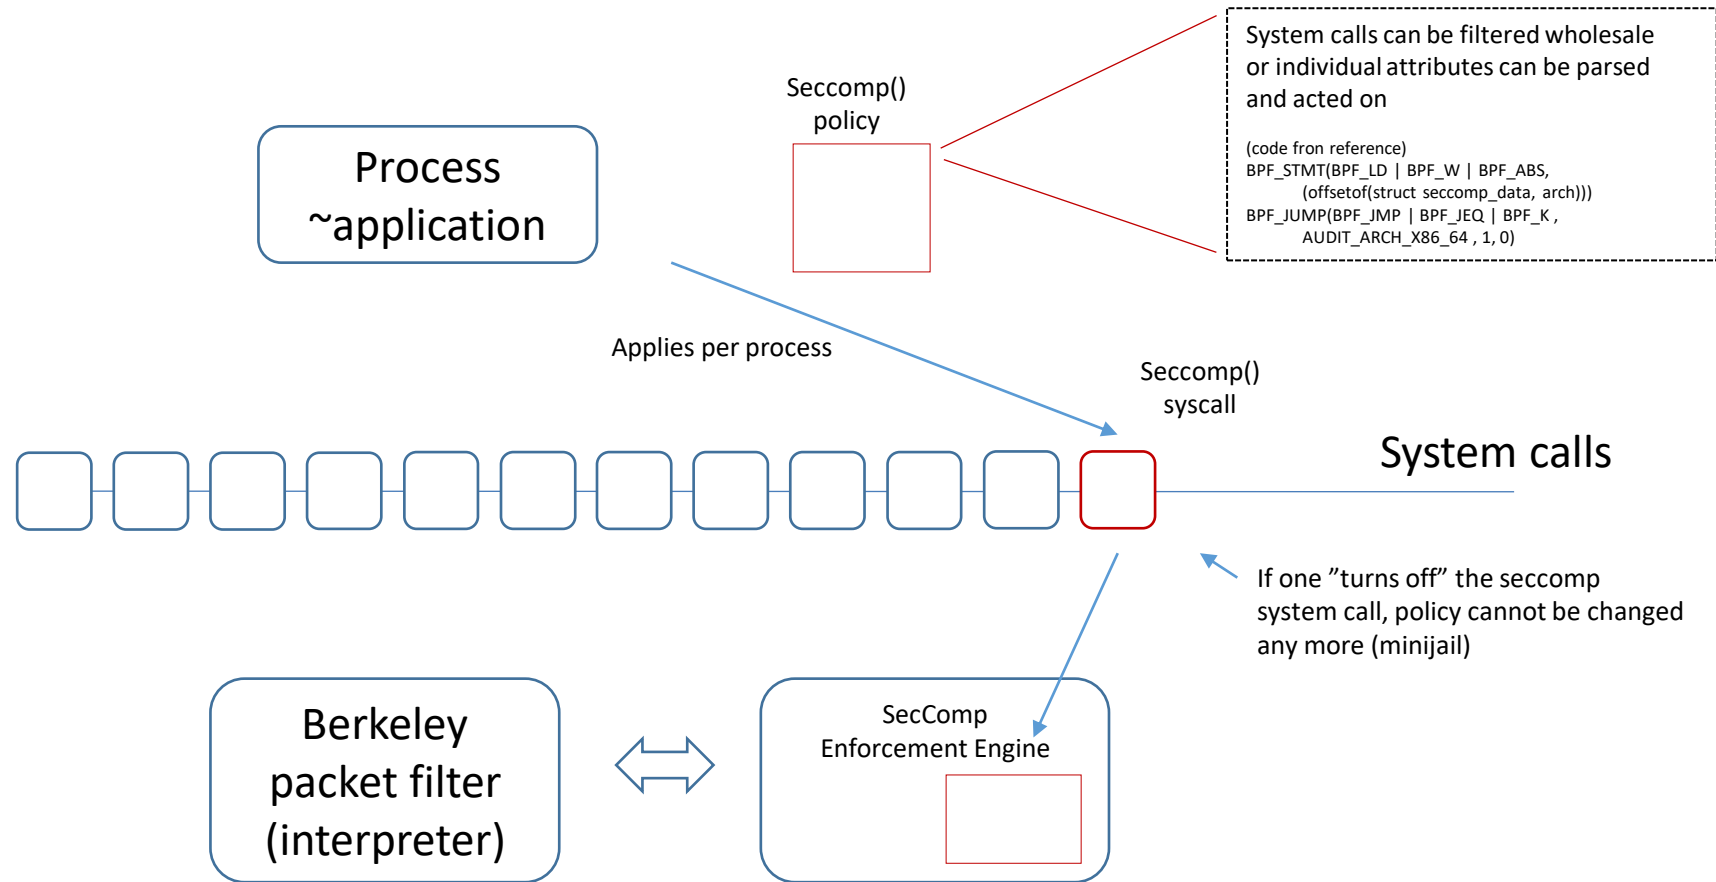 System calls can be filtered wholesale
or individual attributes can be parsed
and acted on
(code fron reference)
BPF_STMT(BPF_LD | BPF_W | BPF_ABS,
(offsetof(struct seccomp_data, arch)))
BPF_JUMP(BPF_JMP | BPF_JEQ | BPF_K ,
AUDIT_ARCH_X86_64 , 1, 0)
Seccomp()
policy
Process
~application
Applies per process
Seccomp()
syscall
System calls
If one ”turns off” the seccomp
system call, policy cannot be changed
any more (minijail)
Berkeley
packet filter
(interpreter)
SecComp
Enforcement Engine